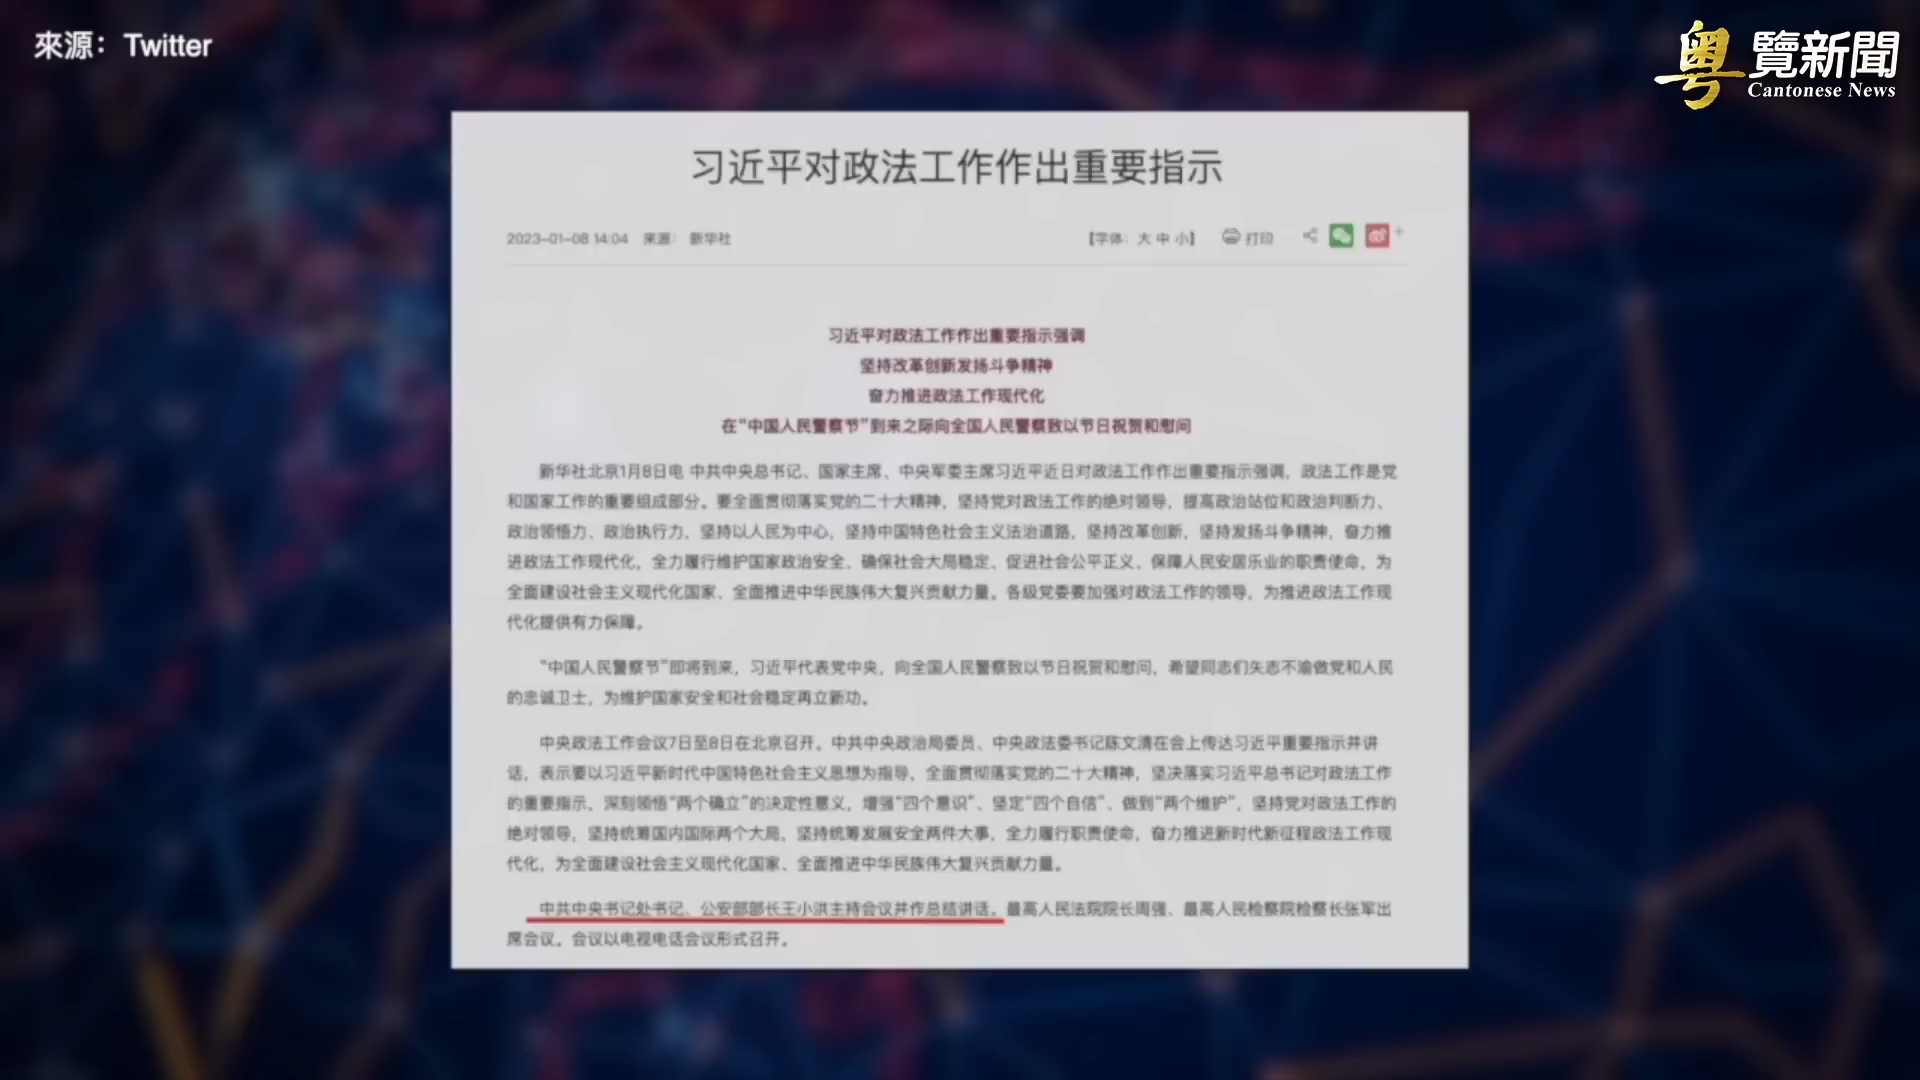 來源：Twitter
粤覽新聞
Cantonese News
习近平对政法工作作出重要指示
2023-01-08 14:04 来源： 新华社 【字体：大 中 小】 打印
习近平对政法工作作出重要指示强调
坚持改革创新发扬斗争精神
奋力推进政法工作现代化
在“中国人民警察节”到来之际向全国人民警察致以节日祝贺和慰问
新华社北京1月8日电 中共中央总书记、国家主席、中央军委主席习近平近日对政法工作作出重要指示强调，政法工作是党
和国家工作的重要组成部分。要全面贯彻落实党的二十大精神，坚持党对政法工作的绝对领导，提高政治站位和政治判断力、
政治领悟力、政治执行力，坚持以人民为中心，坚持中国特色社会主义法治道路，坚持改革创新，坚持发扬斗争精神，奋力推
进政法工作现代化，全力履行维护国家政治安全、确保社会大局稳定、促进社会公平正义、保障人民安居乐业的职责使命，为
全面建设社会主义现代化国家、全面推进中华民族伟大复兴贡献力量。各级党委要加强对政法工作的领导，为推进政法工作现
代化提供有力保障。
“中国人民警察节”即将到来，习近平代表党中央，向全国人民警察致以节日祝贺和慰问，希望同志们矢志不渝做党和人民
的忠诚卫士，为维护国家安全和社会稳定再立新功。
中央政法工作会议7日至8日在北京召开。中共中央政治局委员、中央政法委书记陈文清在会上传达习近平重要指示并讲
话，表示要以习近平新时代中国特色社会主义思想为指导，全面贯彻落实党的二十大精神，坚决落实习近平总书记对政法工作
的重要指示，深刻领悟“两个确立”的决定性意义，增强“四个意识”、坚定“四个自信”、做到“两个维护”，坚持党对政法工作的
绝对领导，坚持统筹国内国际两个大局，坚持统筹发展安全两件大事，全力履行职责使命，奋力推进新时代新征程政法工作现
代化，为全面建设社会主义现代化国家、全面推进中华民族伟大复兴贡献力量。
中共中央书记处书记、公安部部长王小洪主持会议并作总结讲话。最高人民法院院长周强、最高人民检察院检察长张军出
席会议。会议以电视电话会议形式召开。